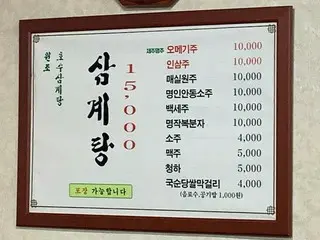 원조
호수삼계탕
삼계탕
15,000
제주명주 오메기주 10,000
인삼주 10,000
매실원주 10,000
명인안동소주 10,000
백세주 10,000
명작복분자 10,000
소주 4,000
맥주 5,000
청하 5,000
국순당쌀막걸리 4,000
(음료수,공기밥 1,000원)
포장 가능합니다